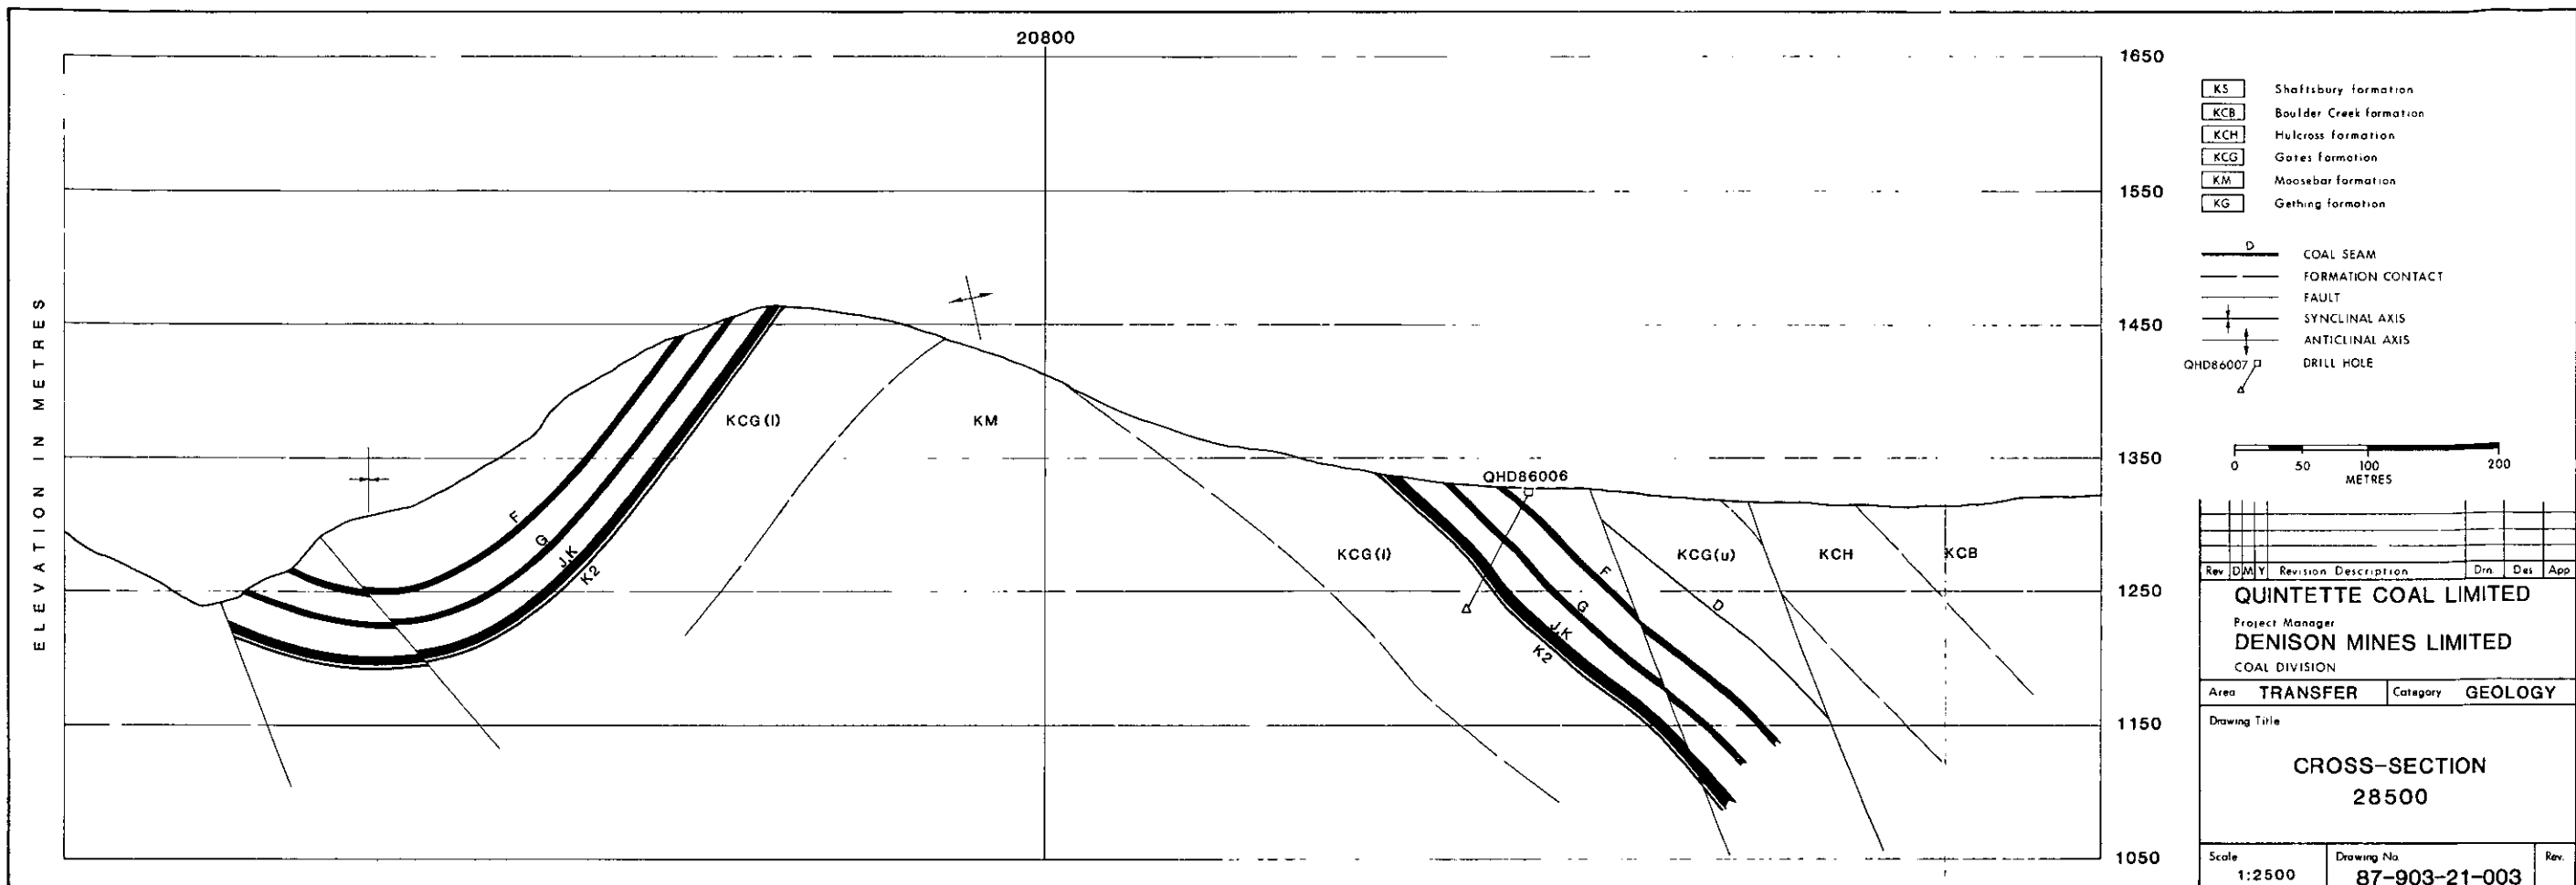 20800
1650
1550
1450
1350
1250
1150
1050
ELEVATION IN METRES
F
G
J,K
K2
KCG(l)
KM
KCG(l)
QHD86006
F
G
J,K
K2
KCG(u)
D
KCH
KCB
KS Shaftsbury formation
KCB Boulder Creek formation
KCH Hulcross formation
KCG Gates formation
KM Moosebar formation
KG Gething formation
D COAL SEAM
FORMATION CONTACT
FAULT
SYNCLINAL AXIS
ANTICLINAL AXIS
QHD86007 DRILL HOLE
0 50 100 200
METRES
Rev D M Y Revision Description Drn. Des App
QUINTETTE COAL LIMITED
Project Manager
DENISON MINES LIMITED
COAL DIVISION
Area TRANSFER Category GEOLOGY
Drawing Title
CROSS-SECTION
28500
Scale Drawing No. Rev.
1:2500 87-903-21-003